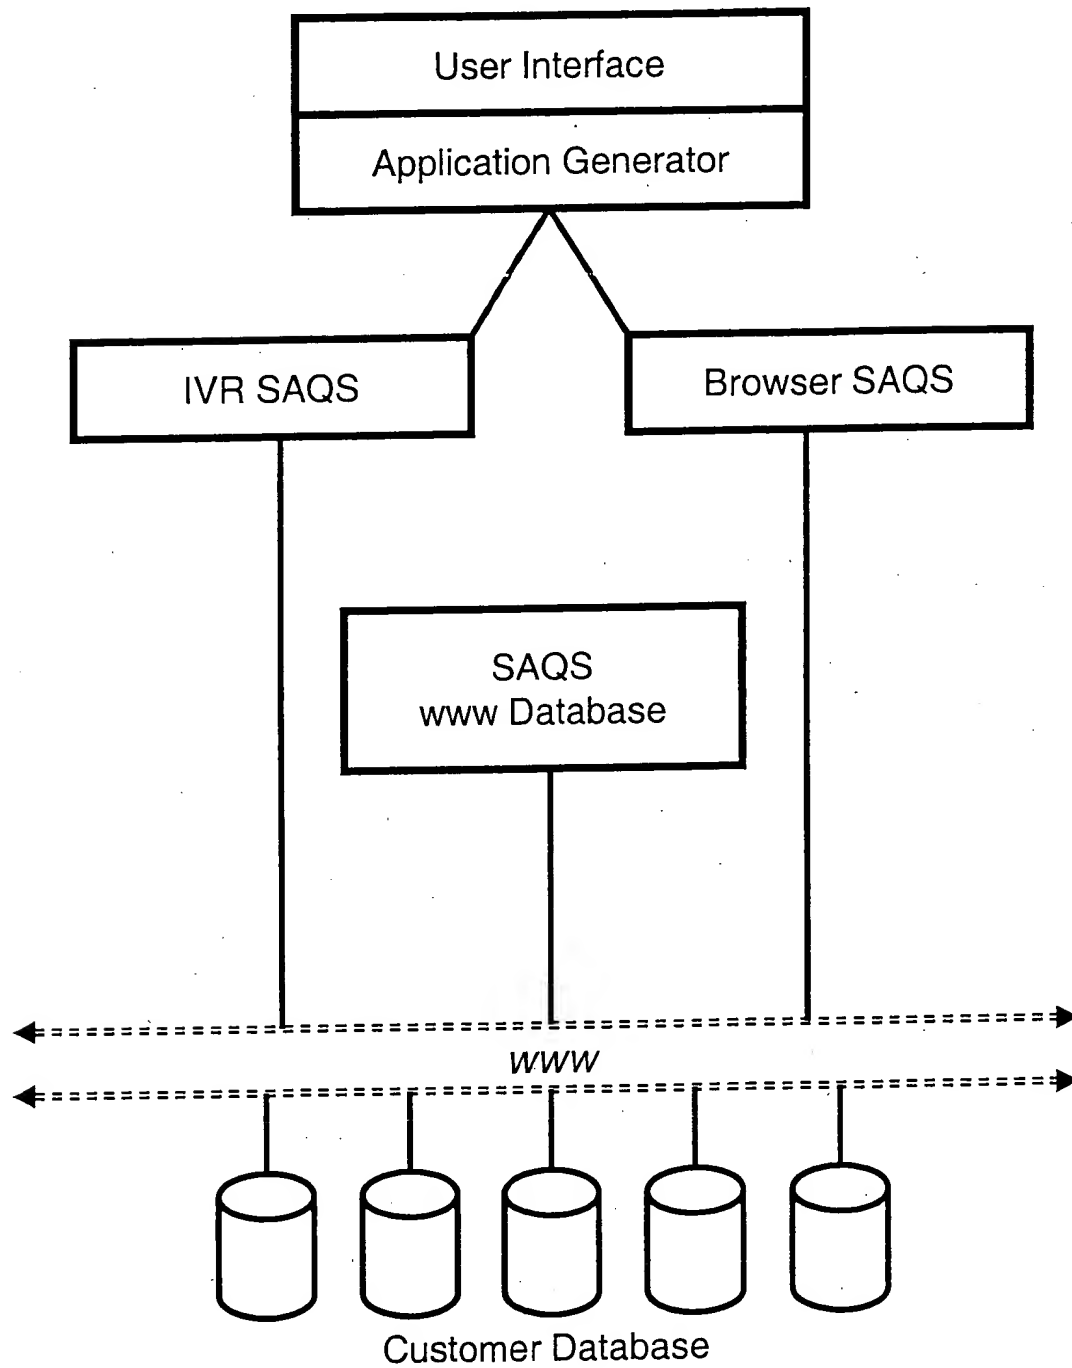 User Interface
Application Generator
IVR SAQS
Browser SAQS
SAQS
www Database
www
Customer Database